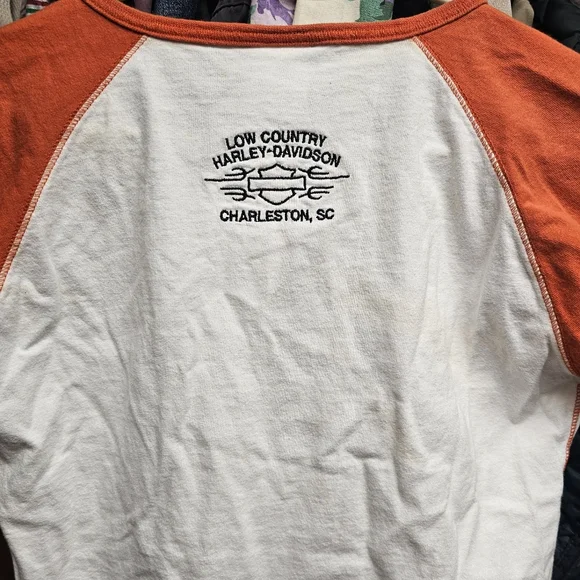 LOW COUNTRY
HARLEY-DAVIDSON
CHARLESTON, SC